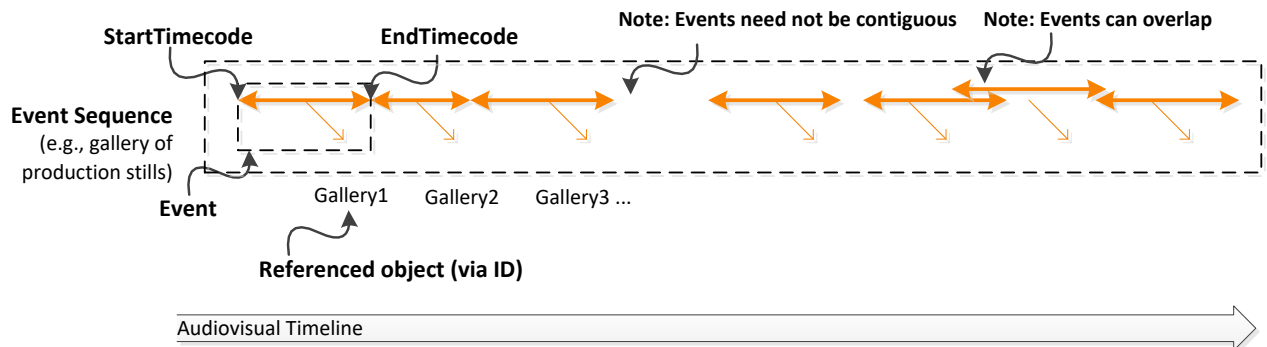 Note: Events need not be contiguous
Note: Events can overlap
StartTimecode
EndTimecode
Event Sequence
(e.g., gallery of
production stills)
Event
Gallery1
Gallery2
Gallery3 ...
Referenced object (via ID)
Audiovisual Timeline